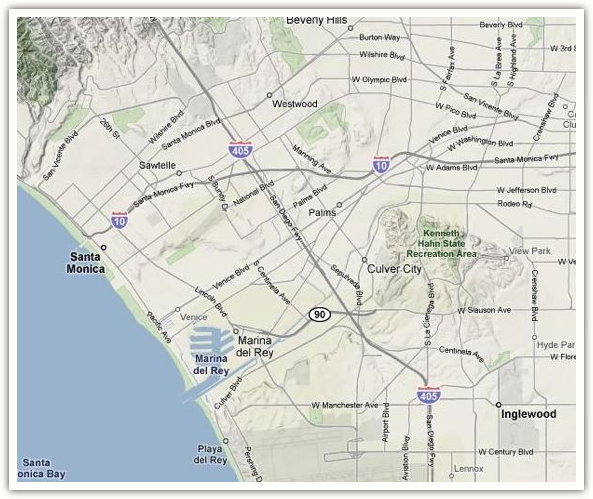 Beverly Hills
Beverly Blvd
Burton Way
Wilshire Blvd
W 3rd S
S Fairfax Ave
S La Brea Ave
S Highland Ave
W Olympic Blvd
San Vicente Blvd
Westwood
W Pico Blvd
Crenshaw Blvd
25th St
Wilshire Blvd
Santa Monica Blvd
Venice Blvd
W Washington Blvd
San Vicente Blvd
405
Manning Ave
10
Santa Monica Fwy
W Adams Blvd
Sawtelle
Santa Monica Fwy
S Bundy D
National Blvd
Palms Blvd
San Diego Fwy
W Jefferson Blvd
Rodeo Rd
Palms
10
Kenneth
Hahn State
Recreation Area
View Park
Santa
Monica
Culver City
W Ve
Venice Blvd
S Centinela Ave
Sepulveda Blvd
S La Cienega Blvd
Crenshaw Blvd
Lincoln Blvd
Pacific Ave
Venice
90
W Slauson Ave
Marina
del Rey
Marina
del Rey
Hyde Par
Centinela Ave
W Flore
Culver Blvd
405
W Manchester Ave
Inglewood
Airport Blvd
San Diego Fwy
Aviation Blvd
Playa
del Rey
Pershing D
W Century Blvd
Lennox
Santa
onica Bay